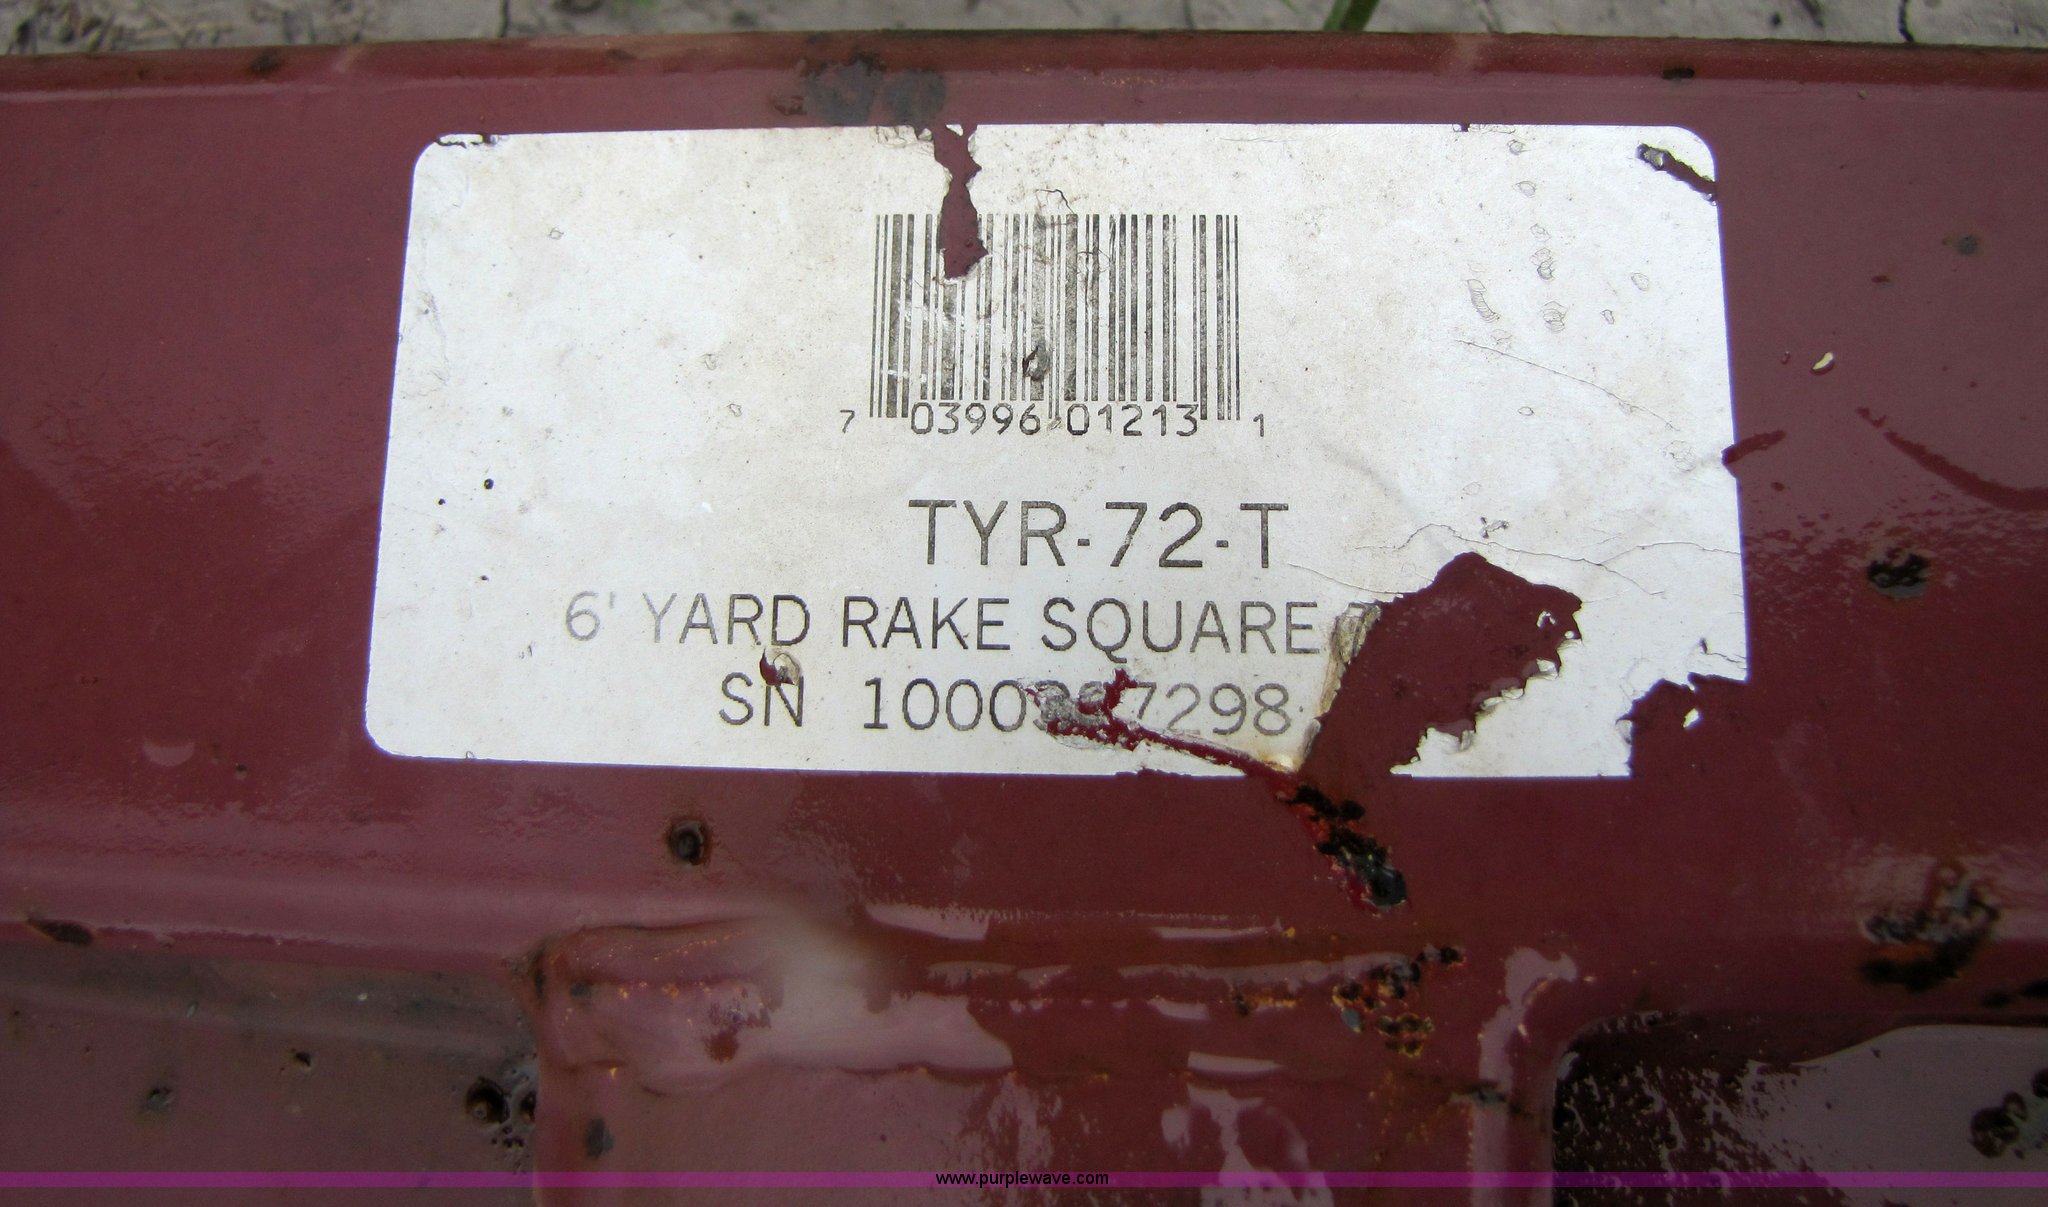 7 03996 01213 1
TYR-72-T
6' YARD RAKE SQUARE
SN
www.purplewave.com